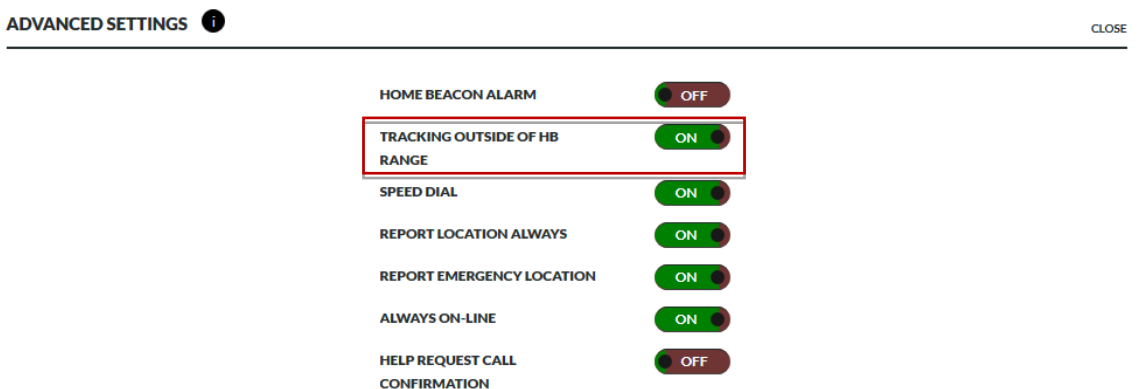 ADVANCED SETTINGS i
CLOSE
HOME BEACON ALARM OFF
TRACKING OUTSIDE OF HB ON
RANGE
SPEED DIAL ON
REPORT LOCATION ALWAYS ON
REPORT EMERGENCY LOCATION ON
ALWAYS ON-LINE ON
HELP REQUEST CALL OFF
CONFIRMATION